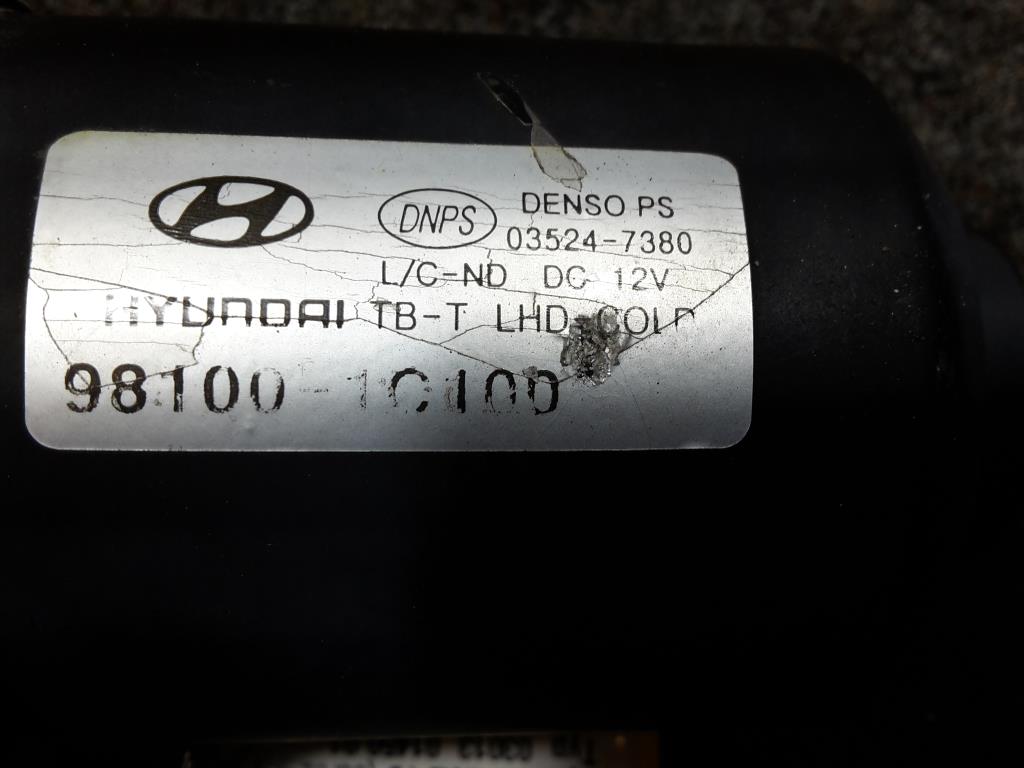 DNPS DENSO PS
03524-7380
L/C-ND DC 12V
HYUNDAI TB-T LHD-COLD
98100-1C100